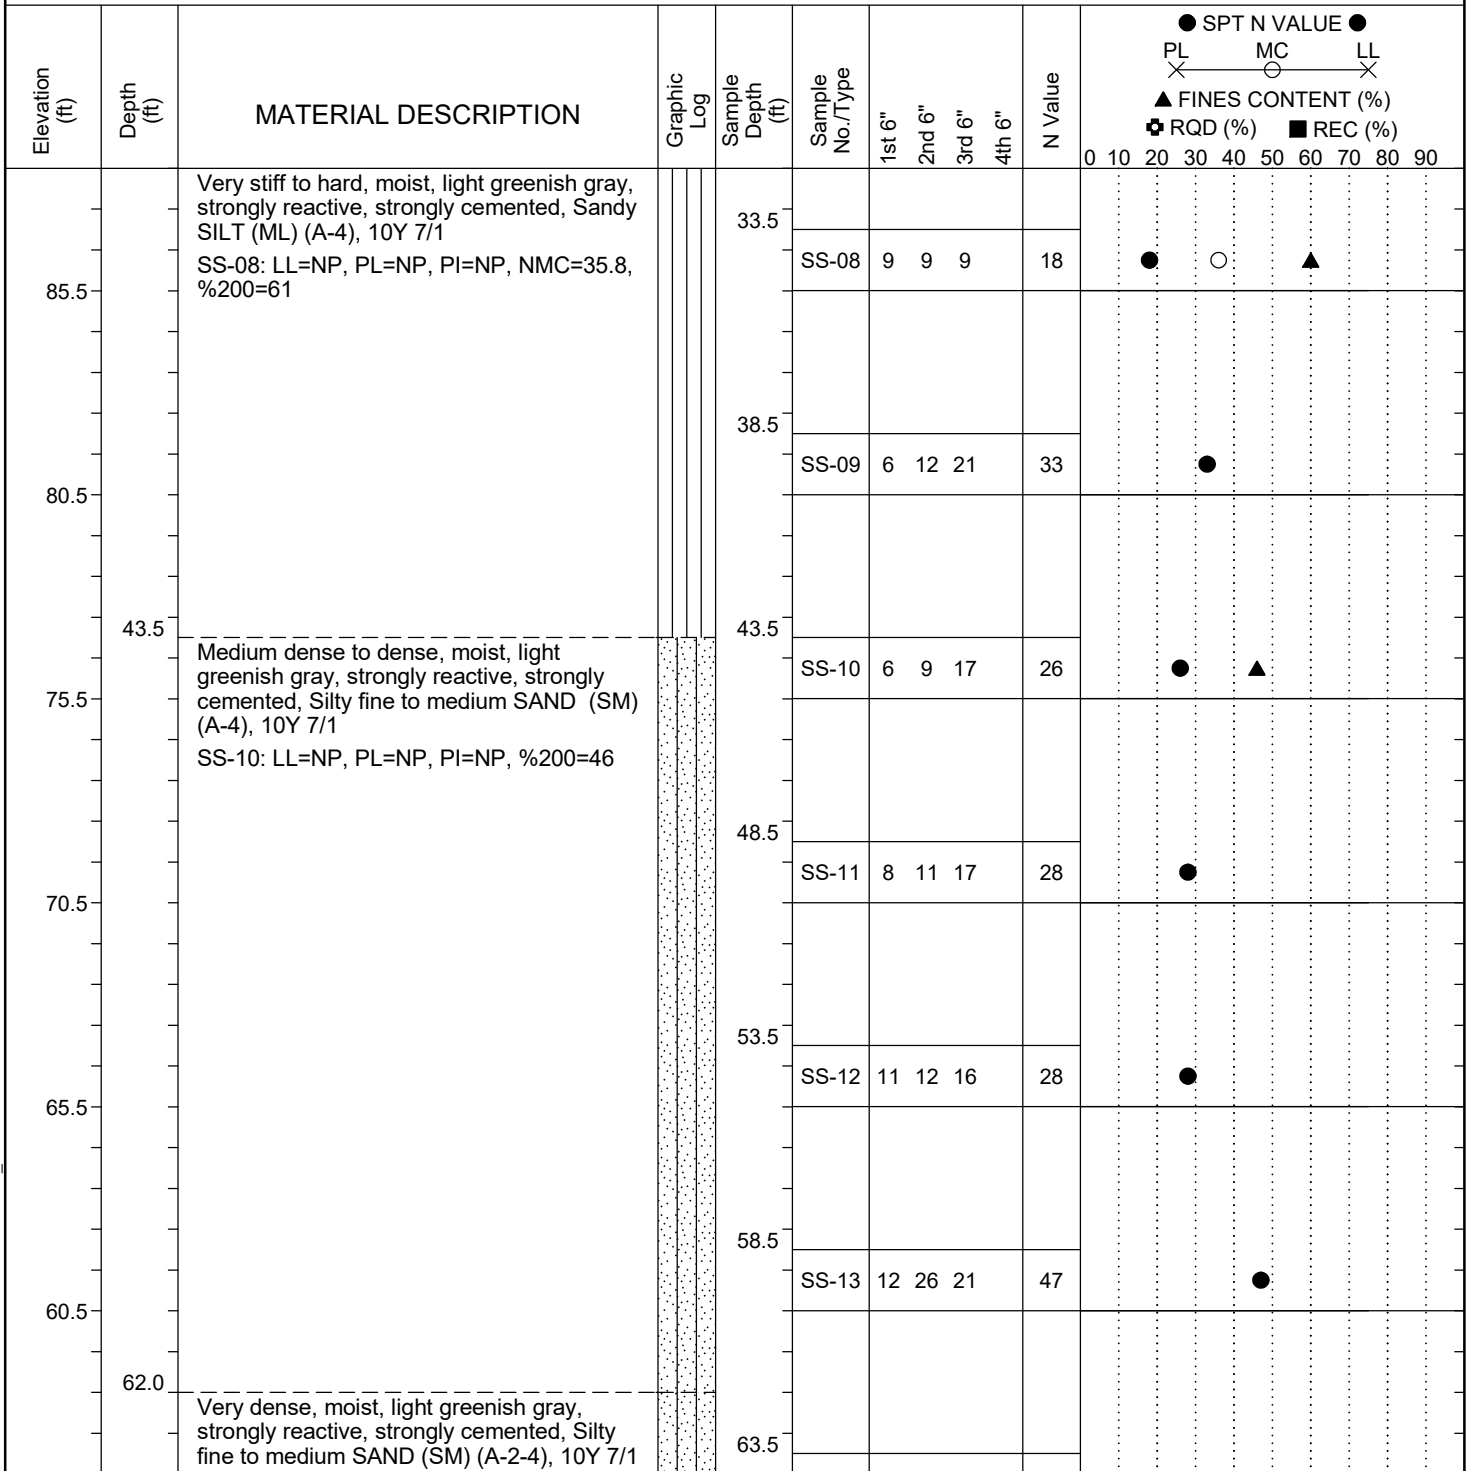 ● SPT N VALUE ●
PL MC LL
▲ FINES CONTENT (%)
RQD (%) ■ REC (%)
Elevation (ft)
Depth (ft)
MATERIAL DESCRIPTION
Graphic Log
Sample Depth (ft)
Sample No./Type
1st 6"
2nd 6"
3rd 6"
4th 6"
N Value
0 10 20 30 40 50 60 70 80 90
Very stiff to hard, moist, light greenish gray,
strongly reactive, strongly cemented, Sandy
SILT (ML) (A-4), 10Y 7/1
33.5
SS-08: LL=NP, PL=NP, PI=NP, NMC=35.8,
%200=61
SS-08 9 9 9 18
85.5
38.5
SS-09 6 12 21 33
80.5
43.5 43.5
Medium dense to dense, moist, light
greenish gray, strongly reactive, strongly
cemented, Silty fine to medium SAND (SM)
(A-4), 10Y 7/1
SS-10 6 9 17 26
75.5
SS-10: LL=NP, PL=NP, PI=NP, %200=46
48.5
SS-11 8 11 17 28
70.5
53.5
SS-12 11 12 16 28
65.5
58.5
SS-13 12 26 21 47
60.5
62.0
Very dense, moist, light greenish gray,
strongly reactive, strongly cemented, Silty
fine to medium SAND (SM) (A-2-4), 10Y 7/1
63.5